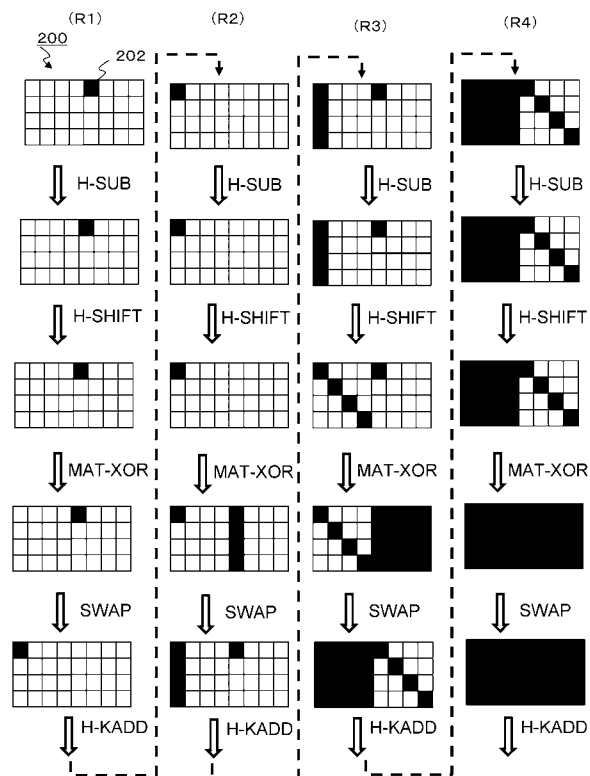 (R1) (R2) (R3) (R4)
200 202
H-SUB H-SUB H-SUB H-SUB
H-SHIFT H-SHIFT H-SHIFT H-SHIFT
MAT-XOR MAT-XOR MAT-XOR MAT-XOR
SWAP SWAP SWAP SWAP
H-KADD H-KADD H-KADD H-KADD